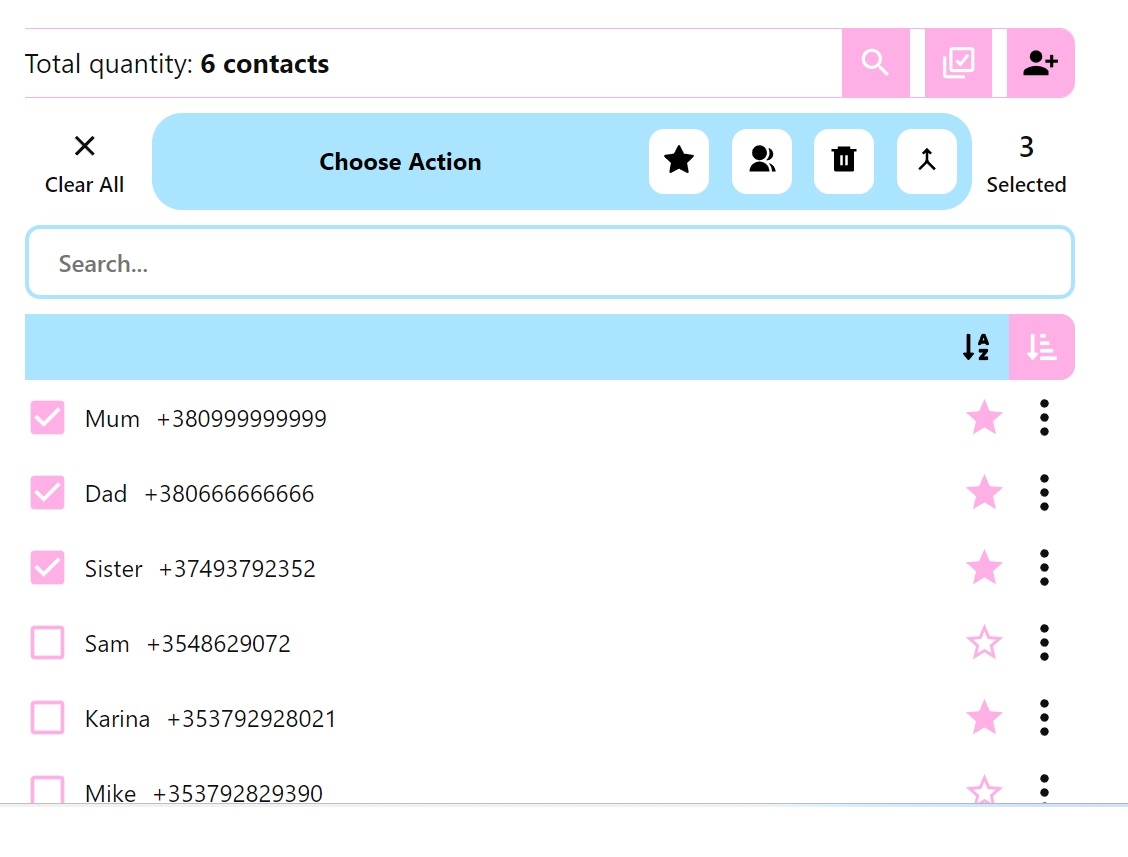 Total quantity: 6 contacts
Clear All
Choose Action
3
Selected
Search...
A
Z
Mum +380999999999
Dad +380666666666
Sister +37493792352
Sam +3548629072
Karina +353792928021
Mike +353792829390